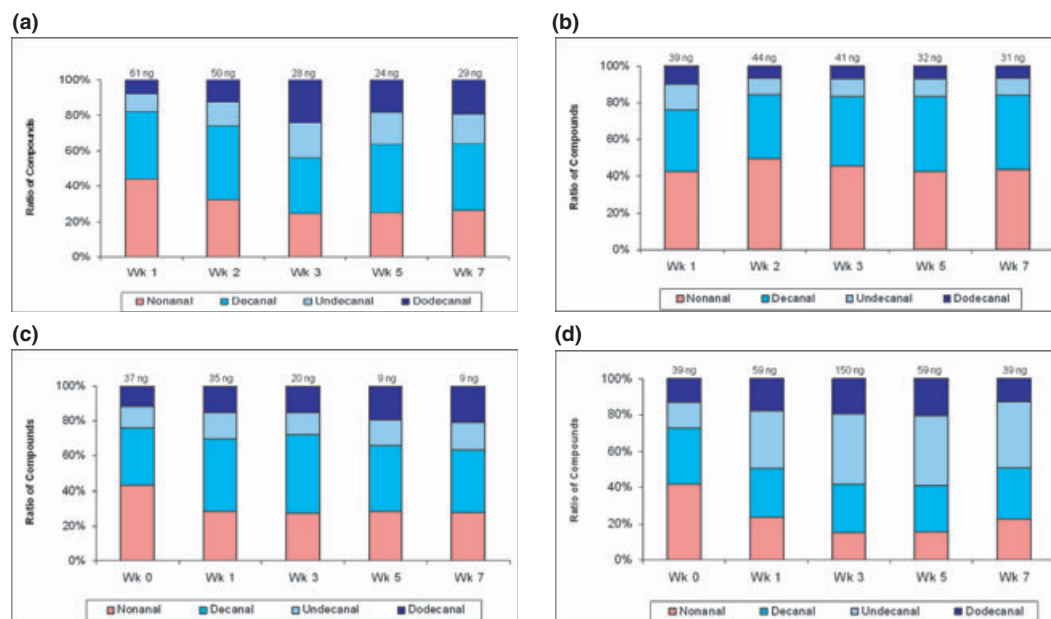 (a)
61 ng 50 ng 28 ng 24 ng 29 ng
100%
80%
60%
40%
20%
0%
Ratio of Compounds
Wk 1 Wk 2 Wk 3 Wk 5 Wk 7
Nonanal Decanal Undecanal Dodecanal
(b)
39 ng 44 ng 41 ng 32 ng 31 ng
100%
80%
60%
40%
20%
0%
Ratio of Compounds
Wk 1 Wk 2 Wk 3 Wk 5 Wk 7
Nonanal Decanal Undecanal Dodecanal
(c)
37 ng 35 ng 20 ng 9 ng 9 ng
100%
80%
60%
40%
20%
0%
Ratio of Compounds
Wk 0 Wk 1 Wk 3 Wk 5 Wk 7
Nonanal Decanal Undecanal Dodecanal
(d)
39 ng 59 ng 150 ng 59 ng 39 ng
100%
80%
60%
40%
20%
0%
Ratio of Compounds
Wk 0 Wk 1 Wk 3 Wk 5 Wk 7
Nonanal Decanal Undecanal Dodecanal